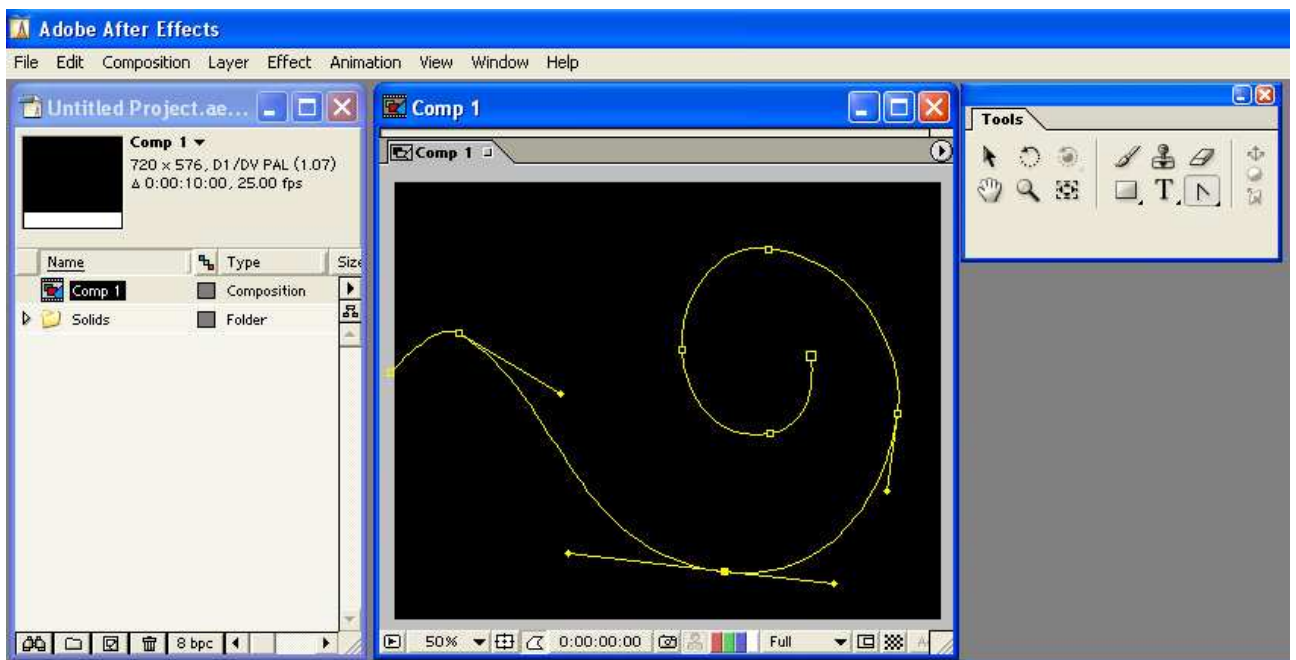 Adobe After Effects
File Edit Composition Layer Effect Animation View Window Help
Untitled Project.ae...
Comp 1
720 x 576, D1/DV PAL (1.07)
Δ 0:00:10:00, 25.00 fps
Name Type Size
Comp 1 Composition
Solids Folder
8 bpc
Comp 1
Comp 1
50% 0:00:00:00 Full
Tools
T